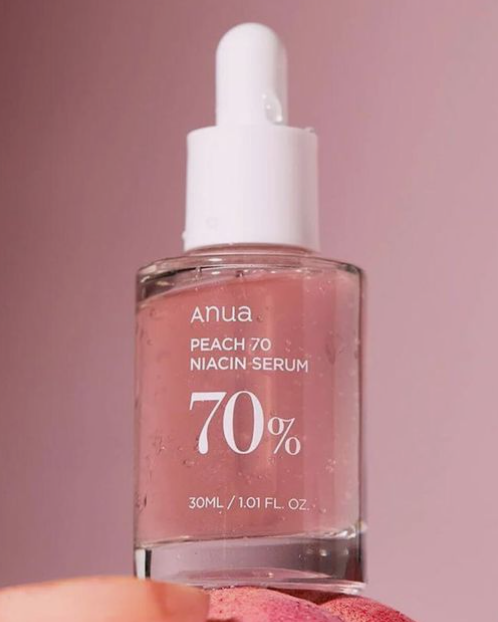 Anua
PEACH 70
NIACIN SERUM
70%
30ML / 1.01 FL. OZ.